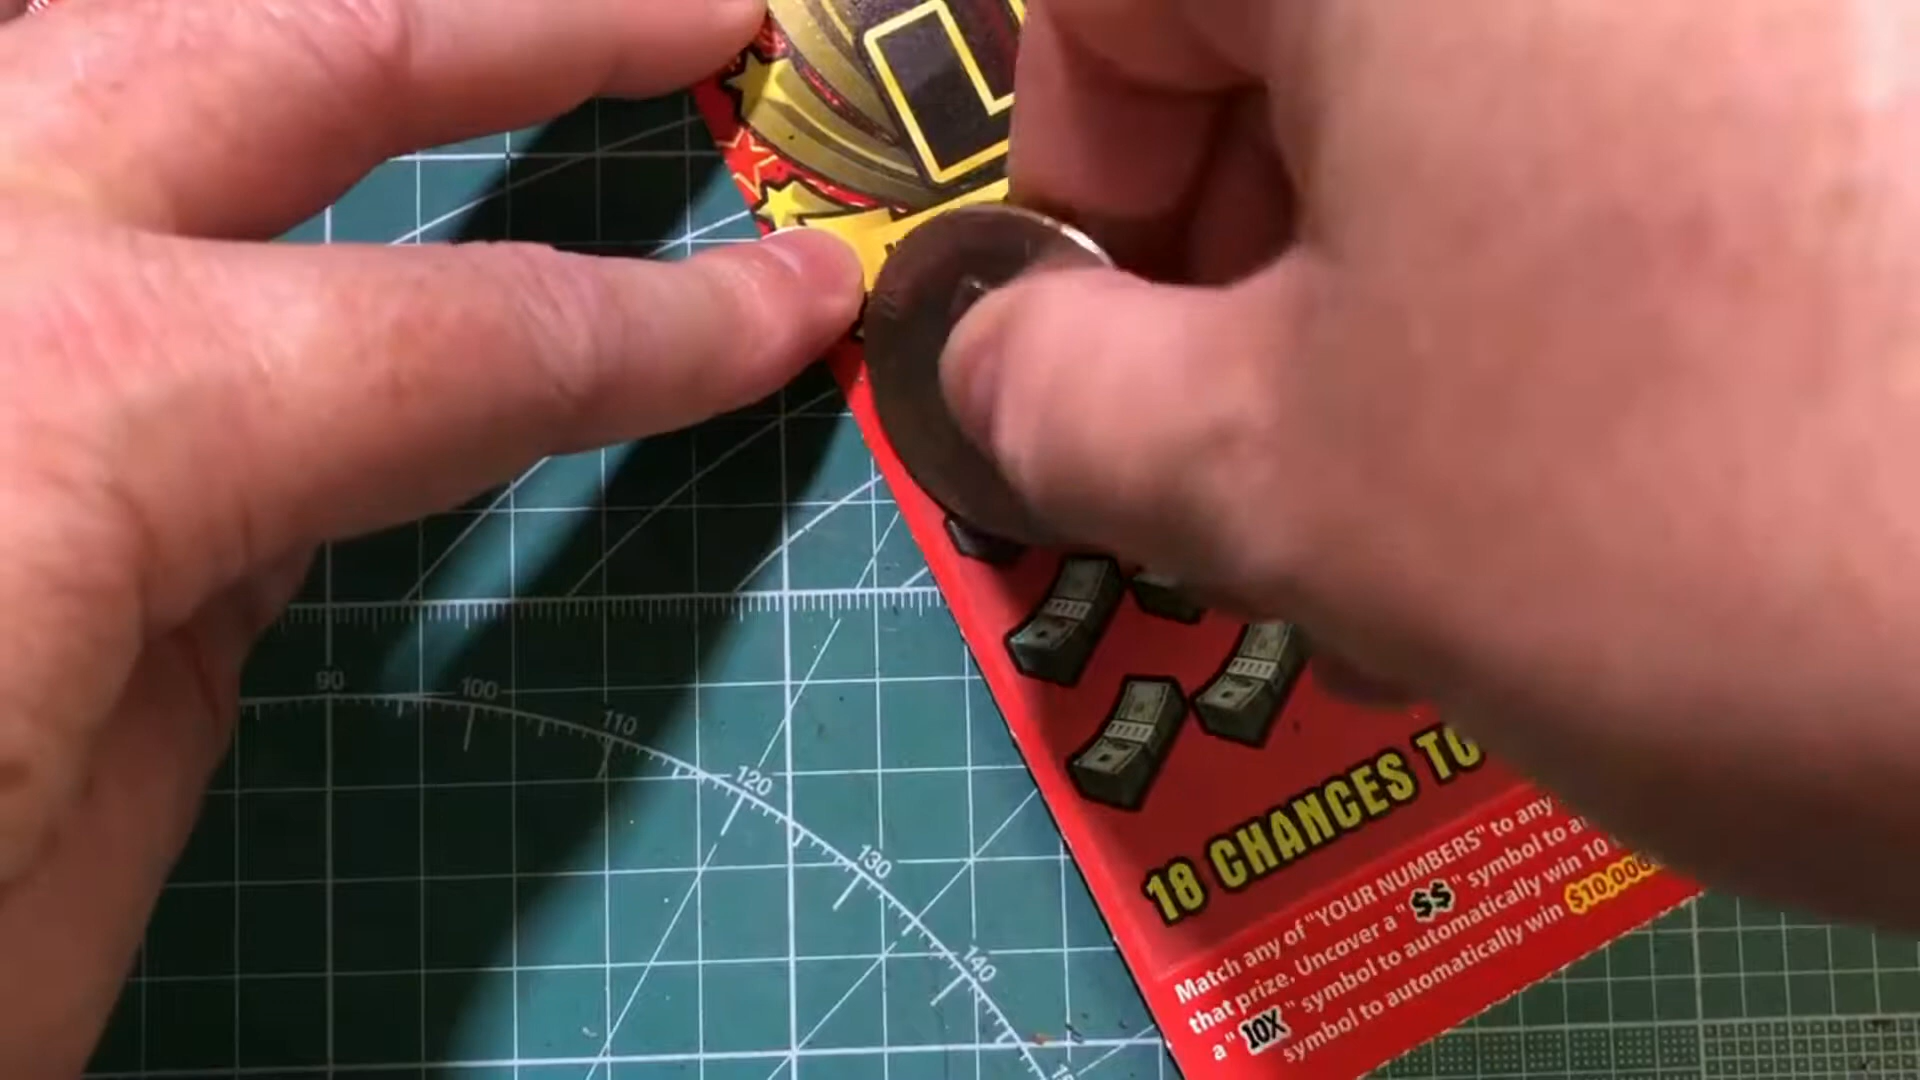 18 CHANCES TO
Match any of "YOUR NUMBERS" to any
that prize. Uncover a "$$" symbol to
a "10X" symbol to automatically win 10
symbol to automatically win $10,000
90
100
110
120
130
140